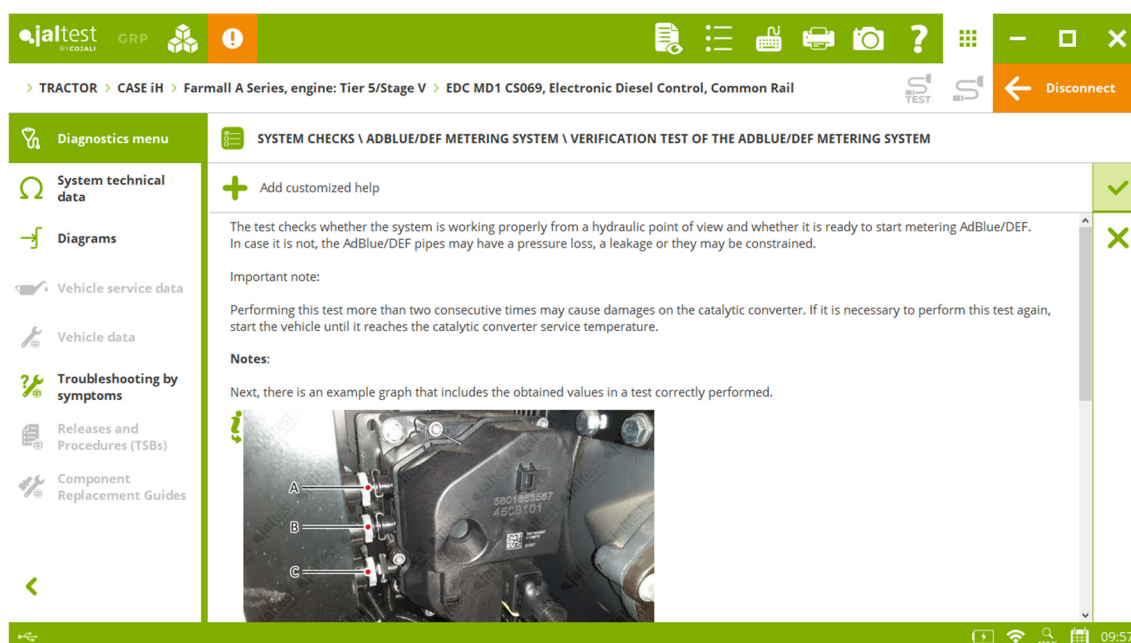 jaltest
BY COJALI
GRP
?
TEST
> TRACTOR > CASE iH > Farmall A Series, engine: Tier 5/Stage V > EDC MD1 CS069, Electronic Diesel Control, Common Rail
Disconnect
Diagnostics menu
SYSTEM CHECKS \ ADBLUE/DEF METERING SYSTEM \ VERIFICATION TEST OF THE ADBLUE/DEF METERING SYSTEM
System technical
data
Diagrams
Vehicle service data
Vehicle data
Troubleshooting by
symptoms
Releases and
Procedures (TSBs)
Component
Replacement Guides
Add customized help
The test checks whether the system is working properly from a hydraulic point of view and whether it is ready to start metering AdBlue/DEF.
In case it is not, the AdBlue/DEF pipes may have a pressure loss, a leakage or they may be constrained.
Important note:
Performing this test more than two consecutive times may cause damages on the catalytic converter. If it is necessary to perform this test again,
start the vehicle until it reaches the catalytic converter service temperature.
Notes:
Next, there is an example graph that includes the obtained values in a test correctly performed.
A
B
C
5801883567
4508101
jaltest
09:57